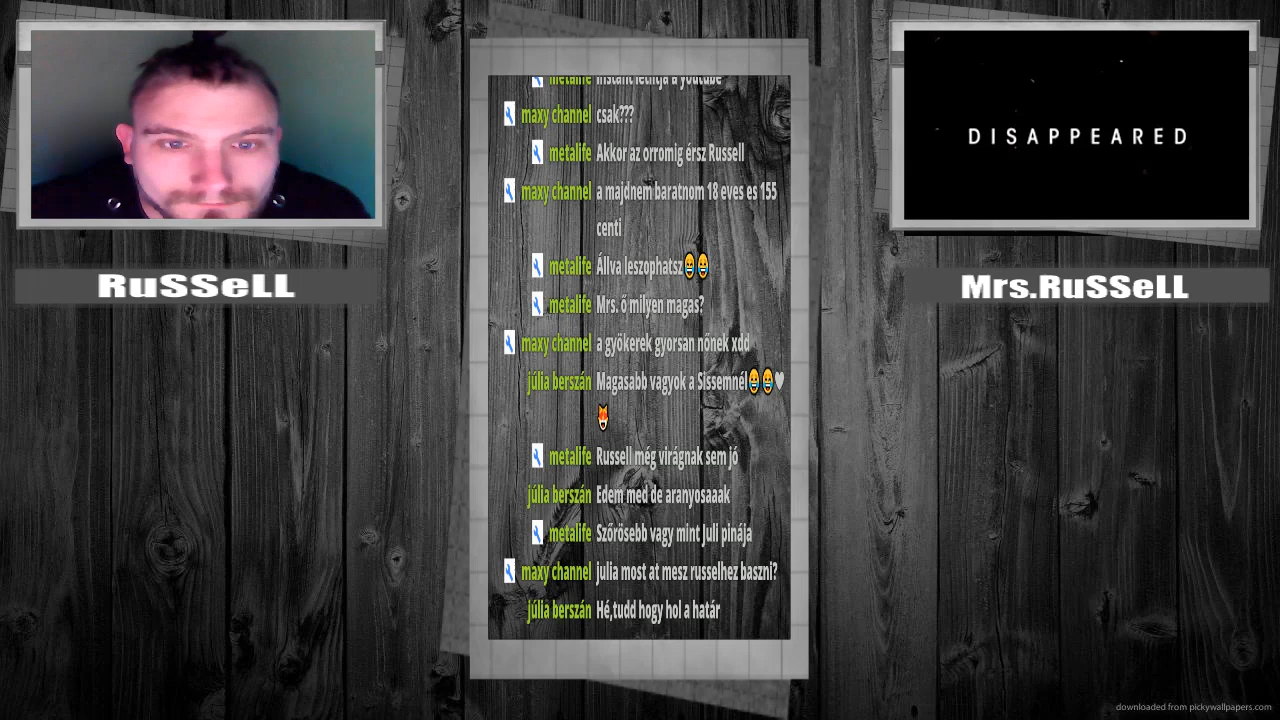 metalife instant letiltja a youtube
maxy channel csak???
metalife Akkor az orromig érsz Russell
maxy channel a majdnem baratnom 18 eves es 155
centi
metalife Állva leszophatsz😂😂
metalife Mrs. ő milyen magas?
maxy channel a gyökerek gyorsan nőnek xdd
júlia berszán Magasabb vagyok a Sissemnél😂😂🤍
😍
metalife Russell még virágnak sem jó
júlia berszán Edem med de aranyosaaak
metalife Szőrösebb vagy mint Juli pinája
maxy channel julia most at mesz russelhez baszni?
júlia berszán Hé,tudd hogy hol a határ
RuSSeLL
DISAPPEARED
Mrs.RuSSeLL
downloaded from pickywallpapers.com